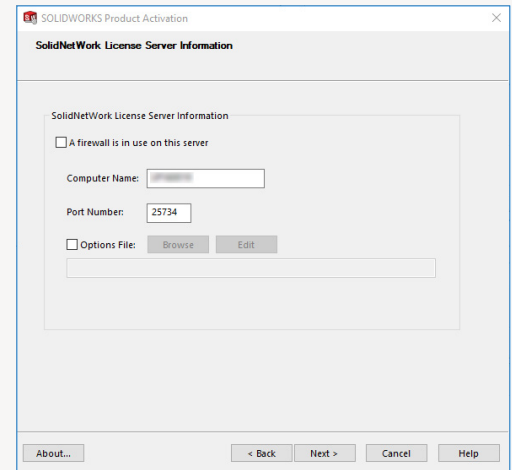 SOLIDWORKS Product Activation
SolidNetWork License Server Information
SolidNetWork License Server Information
A firewall is in use on this server
Computer Name:
Port Number: 25734
Options File: Browse Edit
About... < Back Next > Cancel Help